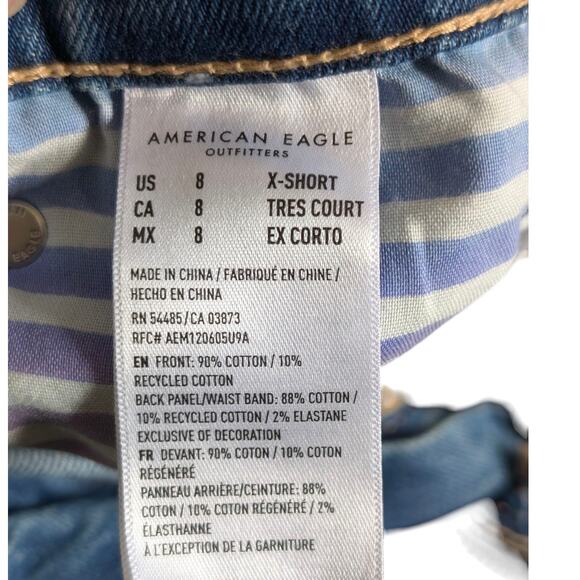 AMERICAN EAGLE
OUTFITTERS
US 8 X-SHORT
CA 8 TRES COURT
MX 8 EX CORTO
MADE IN CHINA / FABRIQUÉ EN CHINE /
HECHO EN CHINA
RN 54485/CA 03873
RFC# AEM120605U9A
EN FRONT: 90% COTTON / 10%
RECYCLED COTTON
BACK PANEL/WAIST BAND: 88% COTTON /
10% RECYCLED COTTON / 2% ELASTANE
EXCLUSIVE OF DECORATION
FR DEVANT: 90% COTON / 10% COTON
RÉGÉNÉRÉ
PANNEAU ARRIÈRE/CEINTURE: 88%
COTON / 10% COTON RÉGÉNÉRÉ / 2%
ÉLASTHANNE
À L'EXCEPTION DE LA GARNITURE
EAGLE